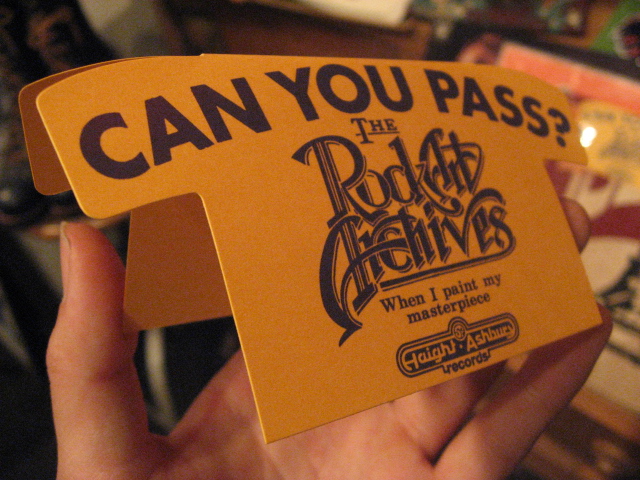 CAN YOU PASS?
THE
Rock Art
Archives
When I paint my
masterpiece
Haight & Ashbury
records